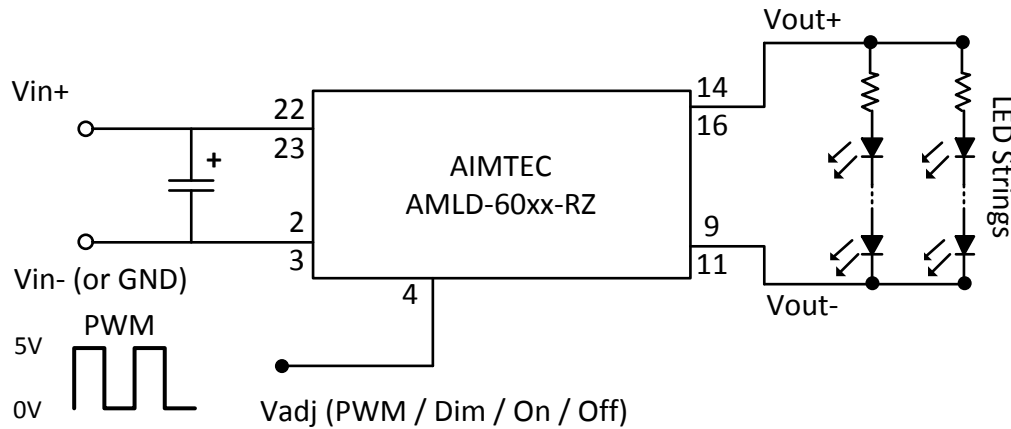 Vout+
Vin+
22
23
+
14
16
AIMTEC
AMLD-60xx-RZ
LED Strings
2
3
9
11
Vin- (or GND)
4
Vout-
PWM
5V
0V
Vadj (PWM / Dim / On / Off)